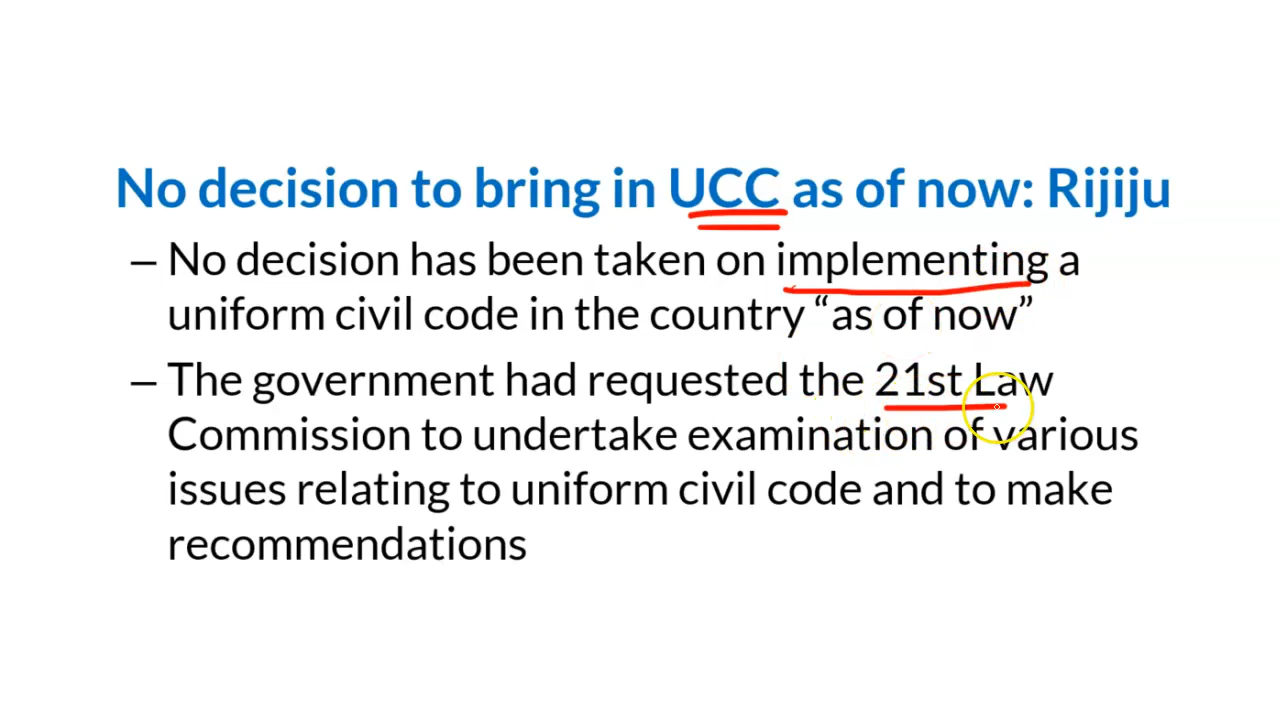 No decision to bring in UCC as of now: Rijiju
– No decision has been taken on implementing a
uniform civil code in the country “as of now”
– The government had requested the 21st Law
Commission to undertake examination of various
issues relating to uniform civil code and to make
recommendations